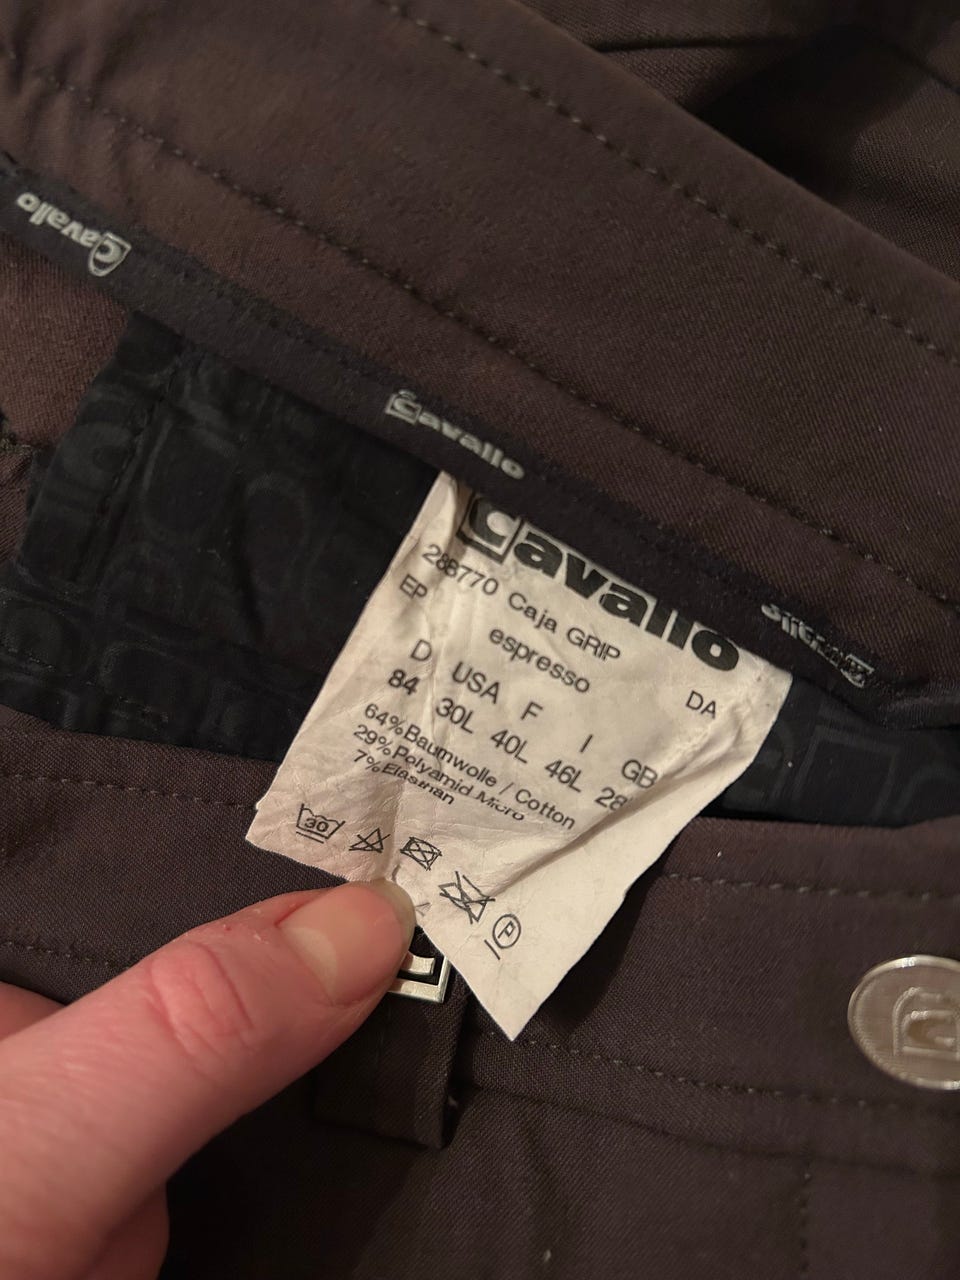 Cavallo
Cavallo
Cavallo
288770 Caja GRIP
EP espresso DA
D USA F I GB
84 30L 40L 46L 28
64%Baumwolle / Cotton
29%Polyamid Micro
7%Elasthan
30
P